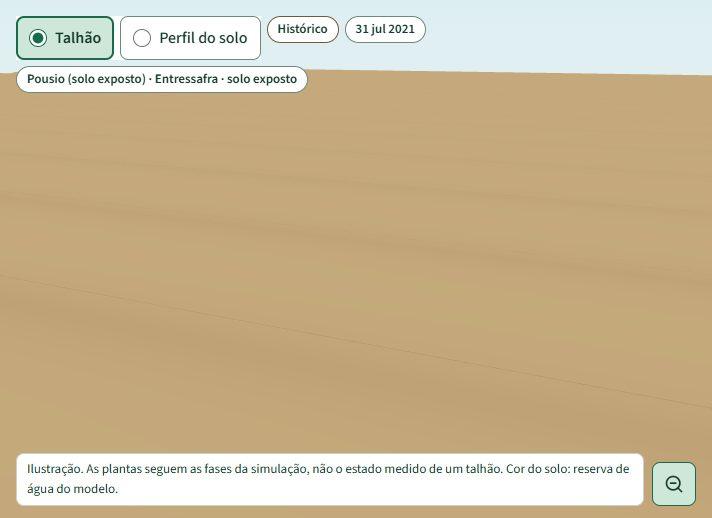 Talhão
Perfil do solo
Histórico
31 jul 2021
Pousio (solo exposto) · Entressafra · solo exposto
Ilustração. As plantas seguem as fases da simulação, não o estado medido de um talhão. Cor do solo: reserva de
água do modelo.